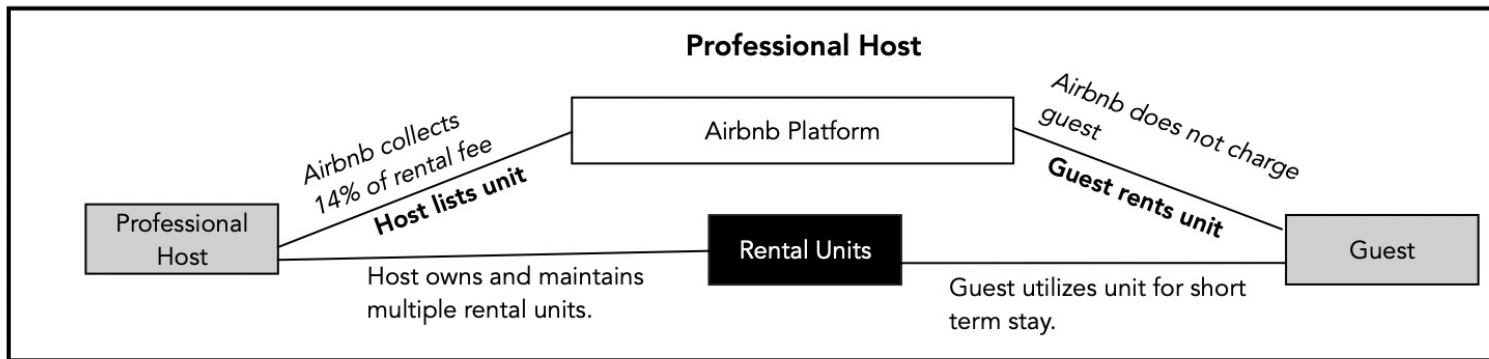 Professional Host
Airbnb collects
14% of rental fee
Host lists unit
Airbnb Platform
Airbnb does not charge
guest
Guest rents unit
Professional
Host
Rental Units
Guest
Host owns and maintains
multiple rental units.
Guest utilizes unit for short
term stay.